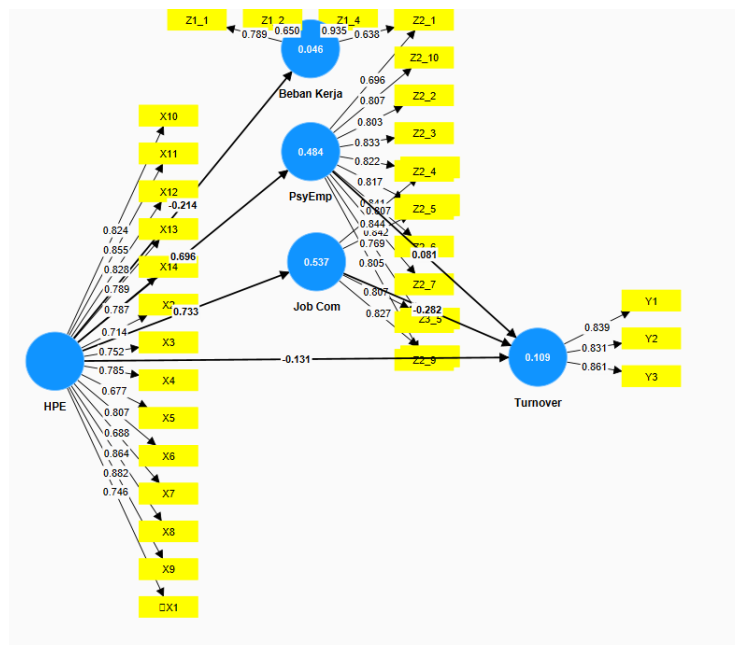 Z1_1
Z1_2
Z1_4
Z2_1
0.789
0.650
0.935
0.638
0.046
Beban Kerja
Z2_10
0.696
0.807
0.803
0.833
0.822
0.817
Z2_2
Z2_3
Z2_4
Z2_5
0.484
PsyEmp
0.807
0.844
0.769
0.805
0.807
0.827
0.081
Z2_7
Z3_5
Z2_9
0.537
Job Com
-0.282
X10
X11
X12
X13
X14
X3
X4
X5
X6
X7
X8
X9
X1
-0.214
0.696
0.733
-0.131
0.824
0.855
0.828
0.789
0.787
0.714
0.752
0.785
0.677
0.807
0.688
0.864
0.882
0.746
HPE
0.109
Turnover
0.839
0.831
0.861
Y1
Y2
Y3